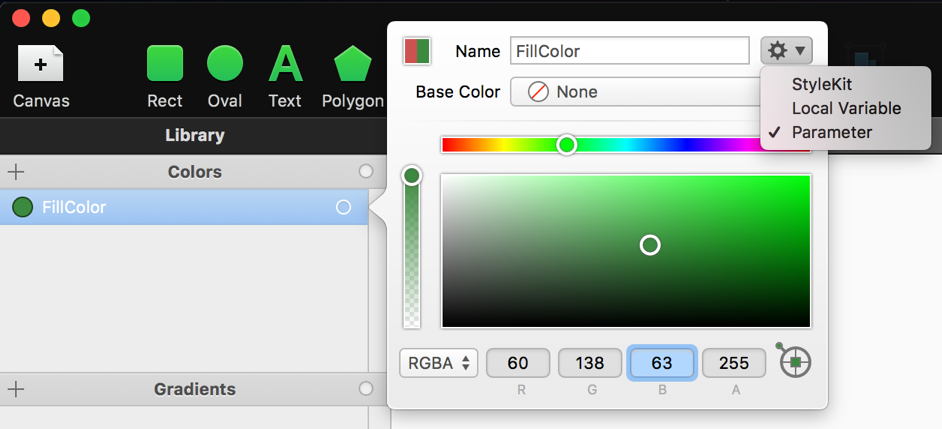 Name FillColor
Canvas Rect Oval Text Polygon
StyleKit
Base Color None
Local Variable
Library
✓ Parameter
Colors
FillColor
RGBA 60 138 63 255
R G B A
Gradients